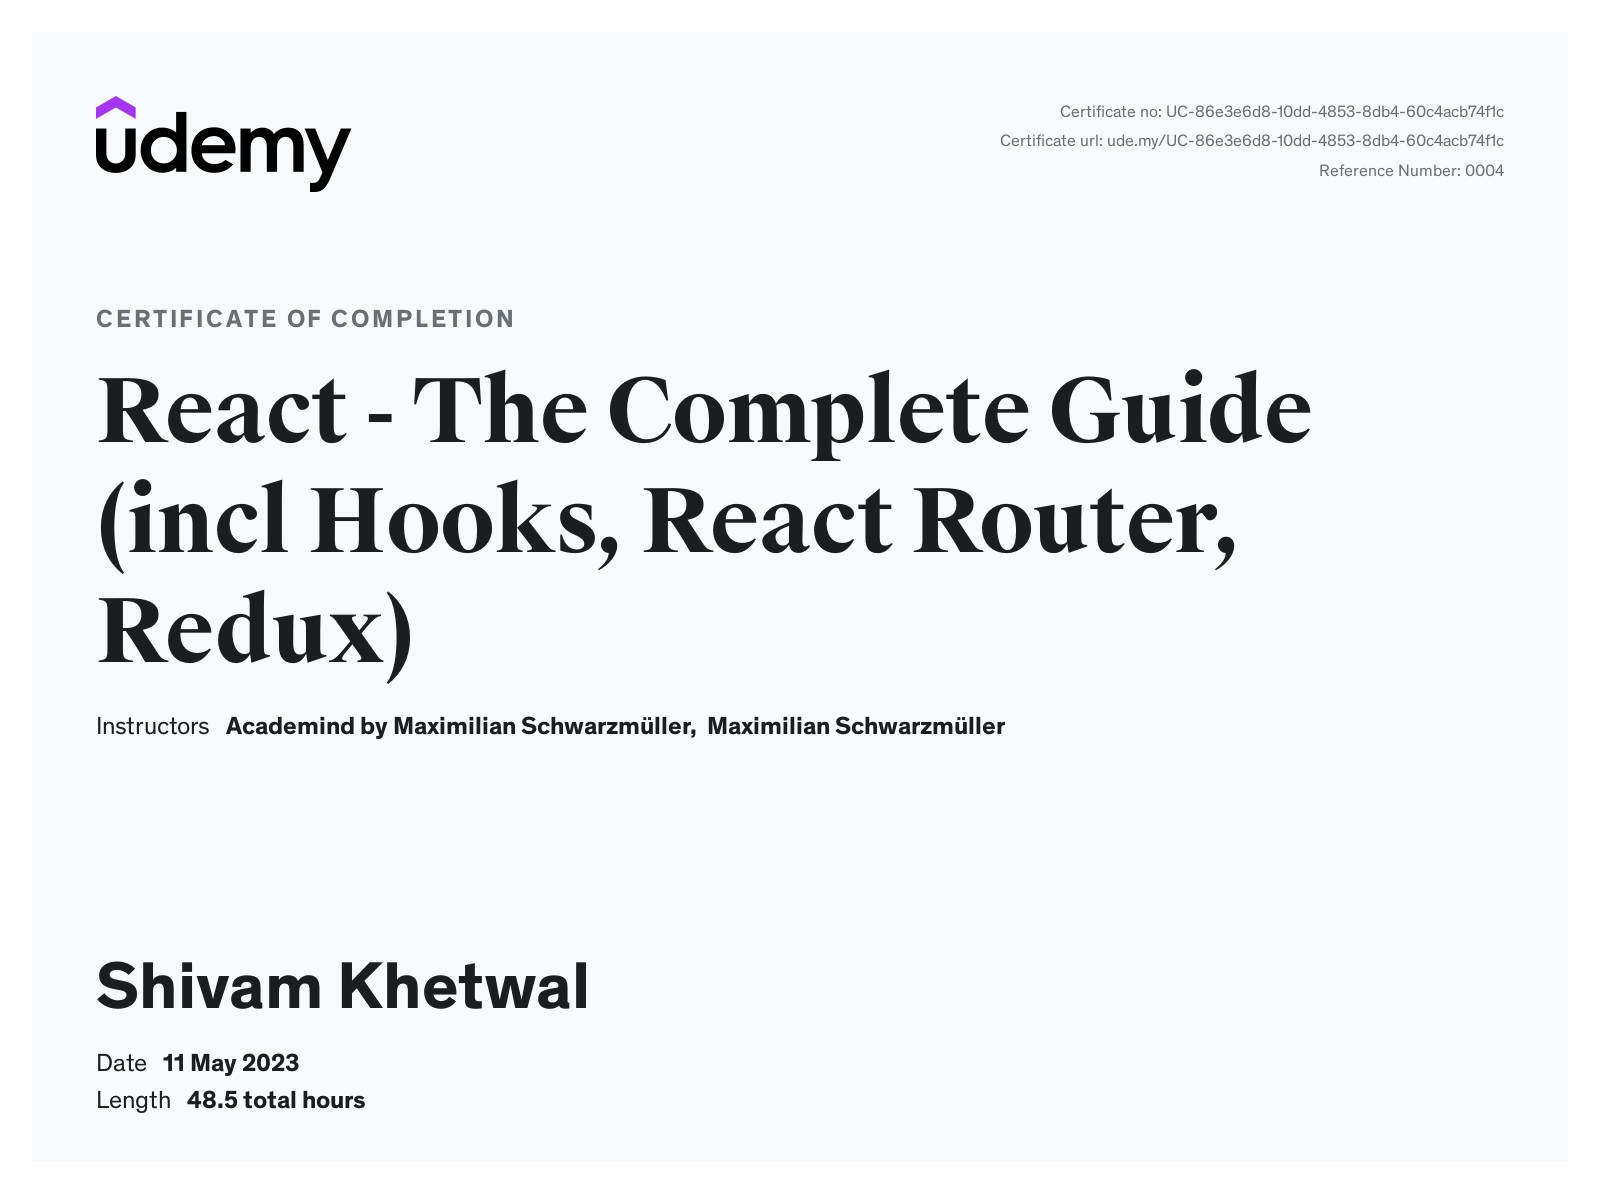 udemy
Certificate no: UC-86e3e6d8-10dd-4853-8db4-60c4acb74f1c
Certificate url: ude.my/UC-86e3e6d8-10dd-4853-8db4-60c4acb74f1c
Reference Number: 0004
CERTIFICATE OF COMPLETION
React - The Complete Guide
(incl Hooks, React Router,
Redux)
Instructors Academind by Maximilian Schwarzmüller, Maximilian Schwarzmüller
Shivam Khetwal
Date 11 May 2023
Length 48.5 total hours